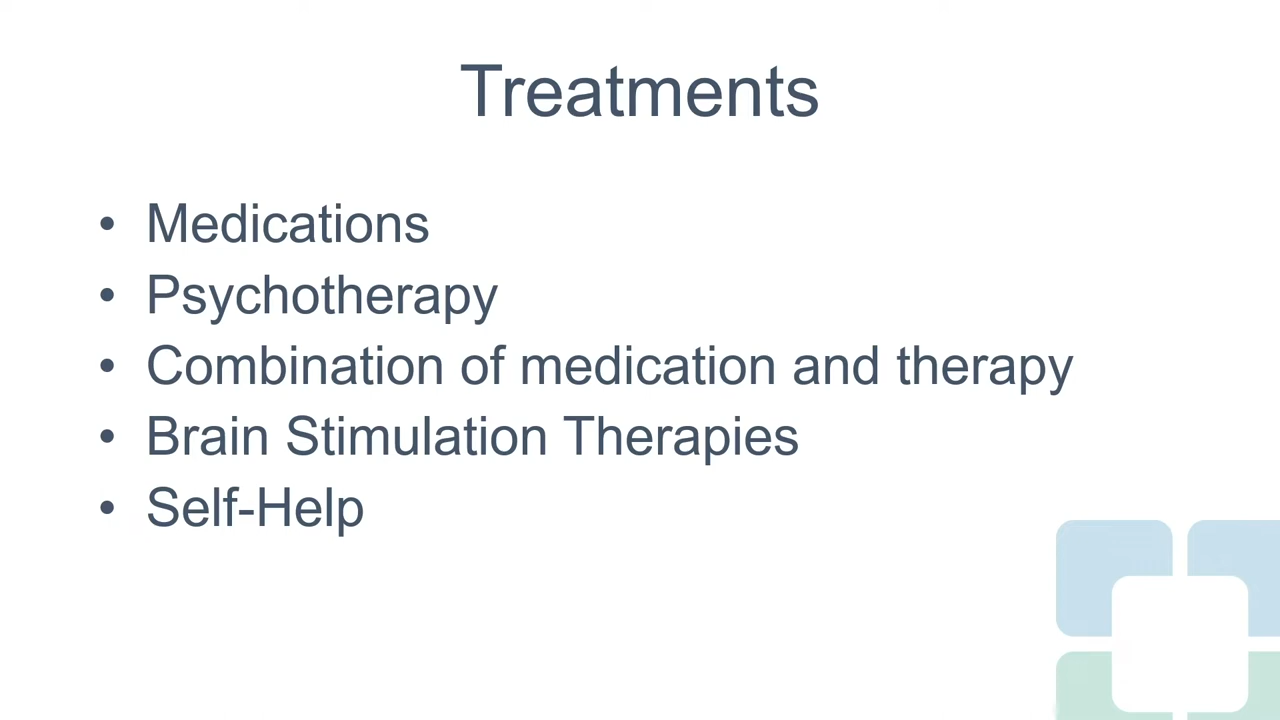 Treatments
• Medications
• Psychotherapy
• Combination of medication and therapy
• Brain Stimulation Therapies
• Self-Help